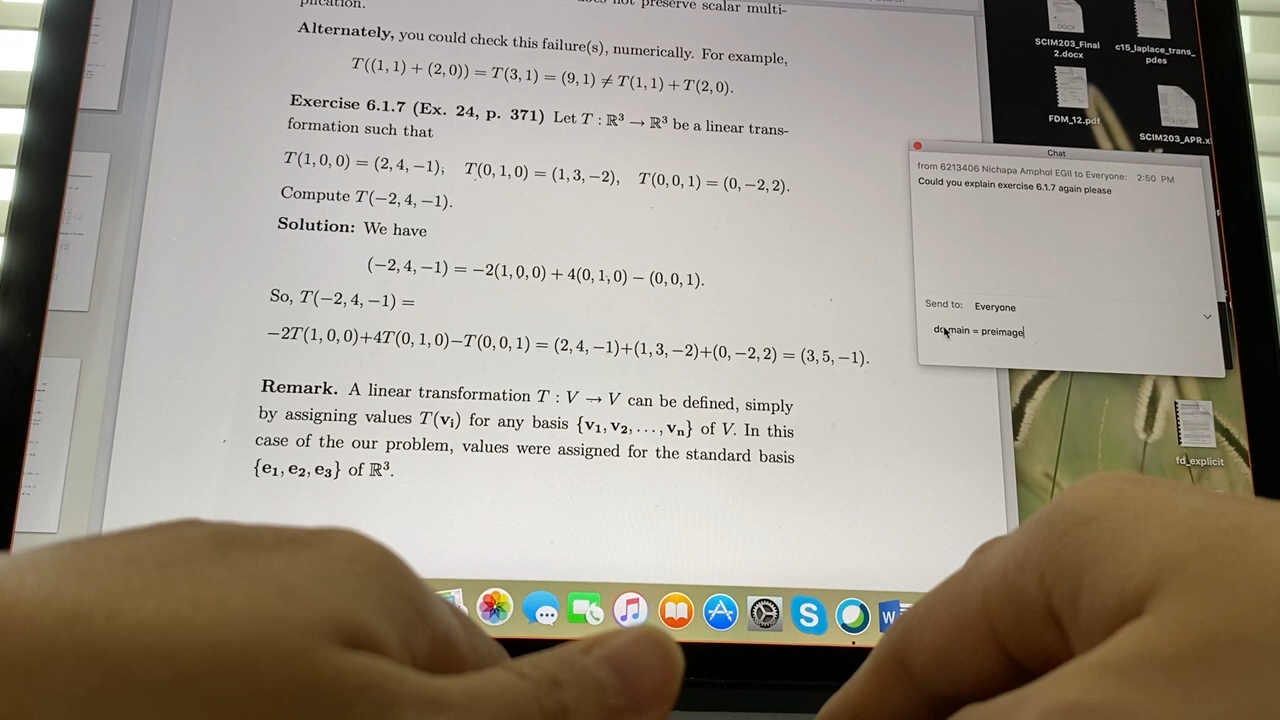 plication.
not preserve scalar multi-
Alternately, you could check this failure(s), numerically. For example,
T((1, 1) + (2, 0)) = T(3, 1) = (9, 1) ≠ T(1, 1) + T(2, 0).
Exercise 6.1.7 (Ex. 24, p. 371) Let T : ℝ³ → ℝ³ be a linear trans-
formation such that
T(1, 0, 0) = (2, 4, −1), T(0, 1, 0) = (1, 3, −2), T(0, 0, 1) = (0, −2, 2).
Compute T(−2, 4, −1).
Solution: We have
(−2, 4, −1) = −2(1, 0, 0) + 4(0, 1, 0) − (0, 0, 1).
So, T(−2, 4, −1) =
−2T(1, 0, 0)+4T(0, 1, 0)−T(0, 0, 1) = (2, 4, −1)+(1, 3, −2)+(0, −2, 2) = (3, 5, −1).
Remark. A linear transformation T : V → V can be defined, simply
by assigning values T(vᵢ) for any basis {v₁, v₂, . . . , vₙ} of V. In this
case of the our problem, values were assigned for the standard basis
{e₁, e₂, e₃} of ℝ³.
SCIM203_Final
2.docx
c15_laplace_trans_
pdes
FDM_12.pdf
SCIM203_APR.x
Chat
from 6213406 Nichapa Amphol EGII to Everyone: 2:50 PM
Could you explain exercise 6.1.7 again please
Send to: Everyone
domain = preimage
fd_explicit
DOCX
S
W